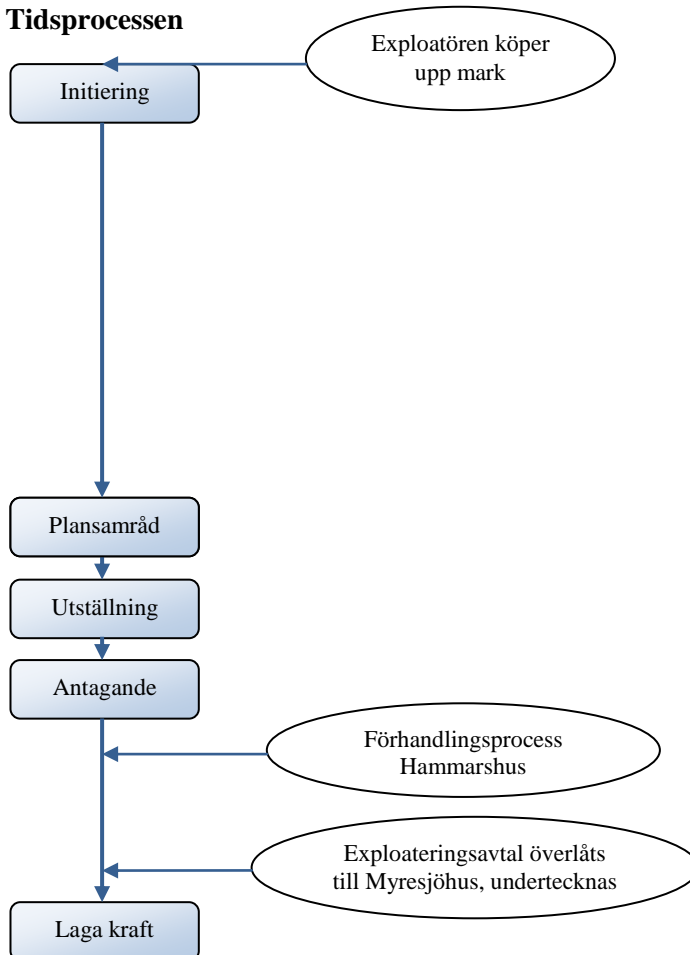 Tidsprocessen
Exploatören köper
upp mark
Initiering
Plansamråd
Utställning
Antagande
Förhandlingsprocess
Hammarshus
Exploateringsavtal överlåts
till Myresjöhus, undertecknas
Laga kraft